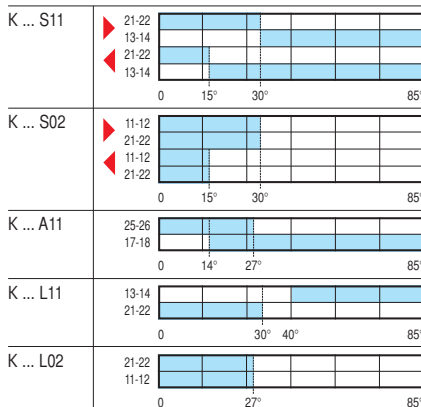 K ... S11
21-22
13-14
21-22
13-14
0 15° 30° 85°
K ... S02
11-12
21-22
11-12
21-22
0 15° 30° 85°
K ... A11
25-26
17-18
0 14° 27° 85°
K ... L11
13-14
21-22
0 30° 40° 85°
K ... L02
21-22
11-12
0 27° 85°